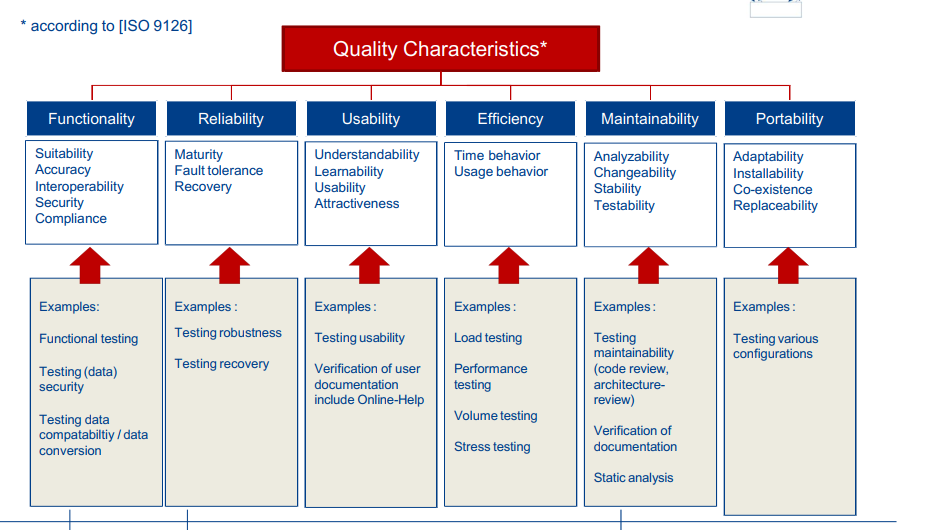 * according to [ISO 9126]
Quality Characteristics*
Functionality
Reliability
Usability
Efficiency
Maintainability
Portability
Suitability
Accuracy
Interoperability
Security
Compliance
Maturity
Fault tolerance
Recovery
Understandability
Learnability
Usability
Attractiveness
Time behavior
Usage behavior
Analyzability
Changeability
Stability
Testability
Adaptability
Installability
Co-existence
Replaceability
Examples:
Functional testing
Testing (data)
security
Testing data
compatabiltiy / data
conversion
Examples :
Testing robustness
Testing recovery
Examples :
Testing usability
Verification of user
documentation
include Online-Help
Examples :
Load testing
Performance
testing
Volume testing
Stress testing
Examples :
Testing
maintainability
(code review,
architecture-
review)
Verification of
documentation
Static analysis
Examples :
Testing various
configurations